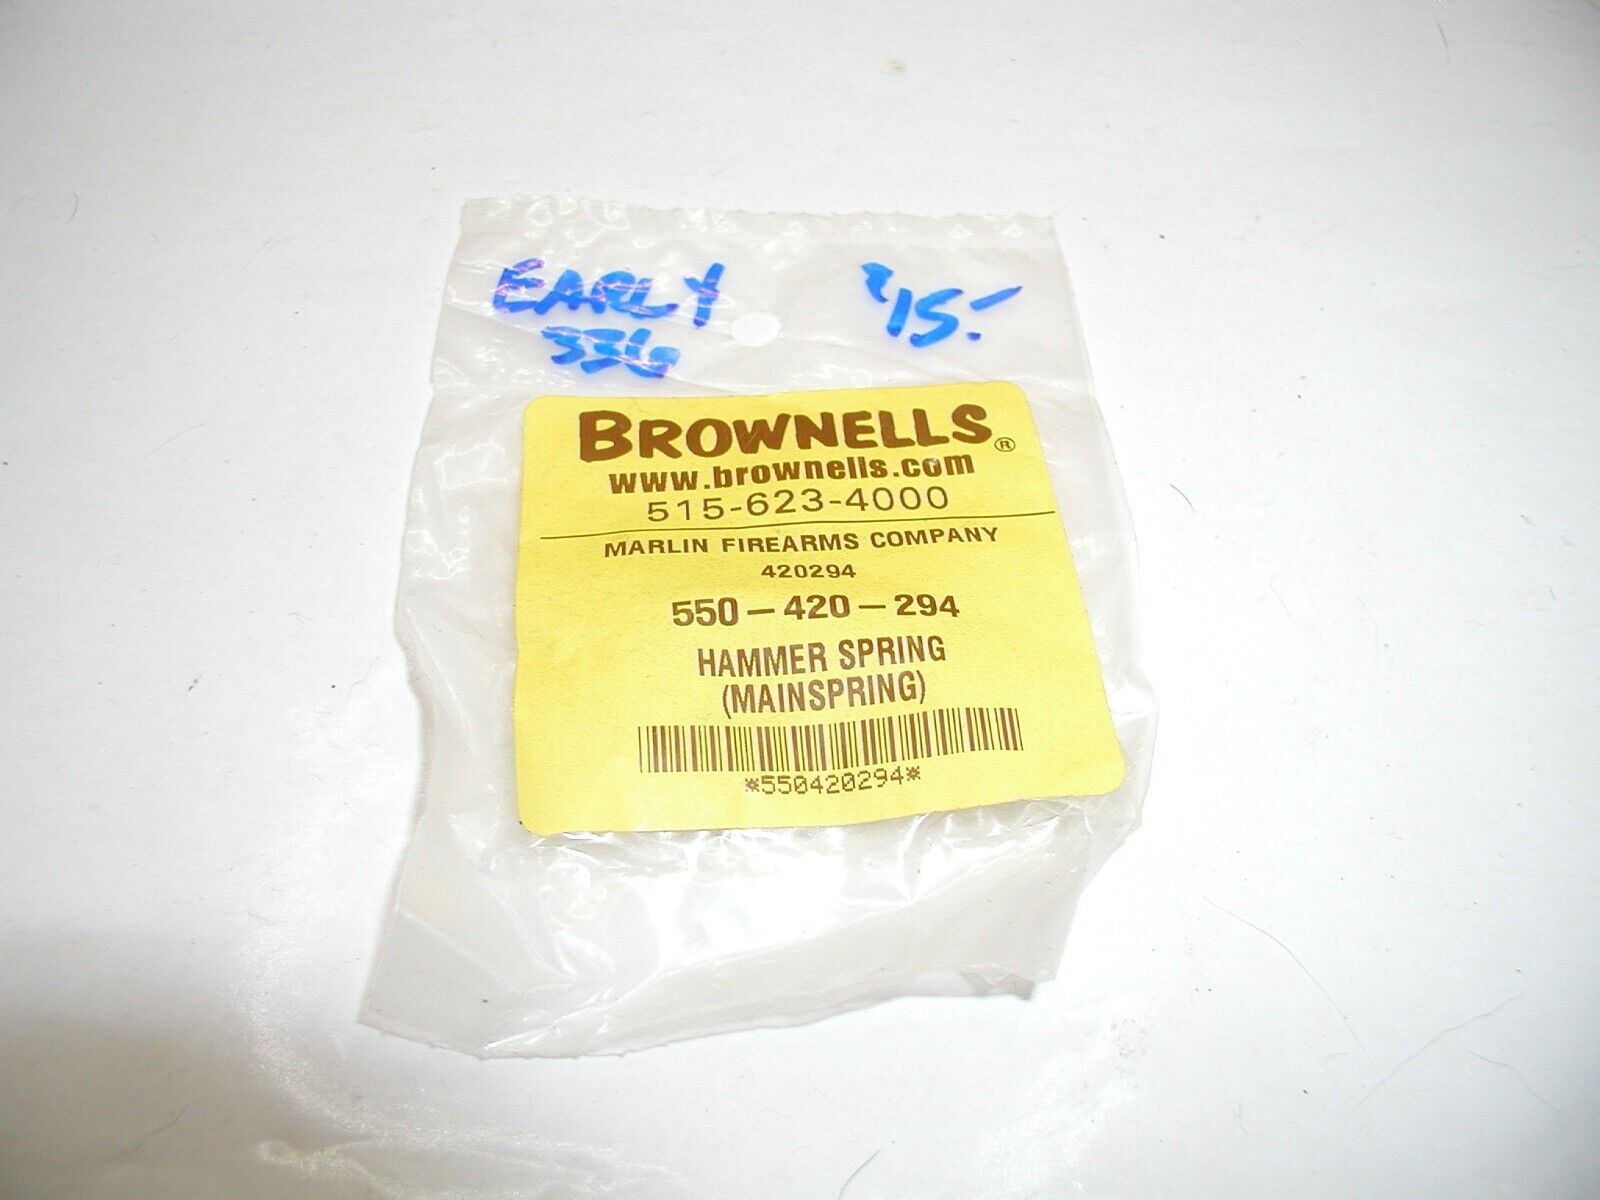 EARLY
336
$15.-
BROWNELLS®
www.brownells.com
515-623-4000
MARLIN FIREARMS COMPANY
420294
550-420-294
HAMMER SPRING
(MAINSPRING)
*550420294*